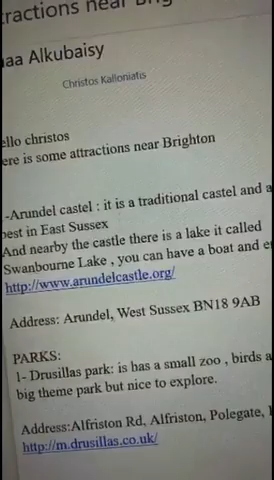 tractions near Brig
aa Alkubaisy
Christos Kalloniatis
ello christos
ere is some attractions near Brighton
-Arundel castel : it is a traditional castel and a
best in East Sussex
And nearby the castle there is a lake it called
Swanbourne Lake , you can have a boat and e
http://www.arundelcastle.org/
Address: Arundel, West Sussex BN18 9AB
PARKS:
1- Drusillas park: is has a small zoo , birds a
big theme park but nice to explore.
Address:Alfriston Rd, Alfriston, Polegate,
http://m.drusillas.co.uk/